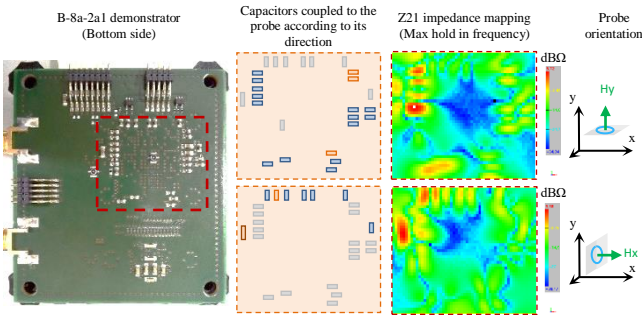 B-8a-2a1 demonstrator
(Bottom side)
Capacitors coupled to the
probe according to its
direction
Z21 impedance mapping
(Max hold in frequency)
Probe
orientation
dBΩ
y
Hy
x
dBΩ
y
Hx
x